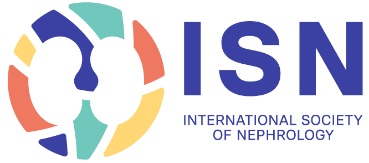 ISN
INTERNATIONAL SOCIETY
OF NEPHROLOGY